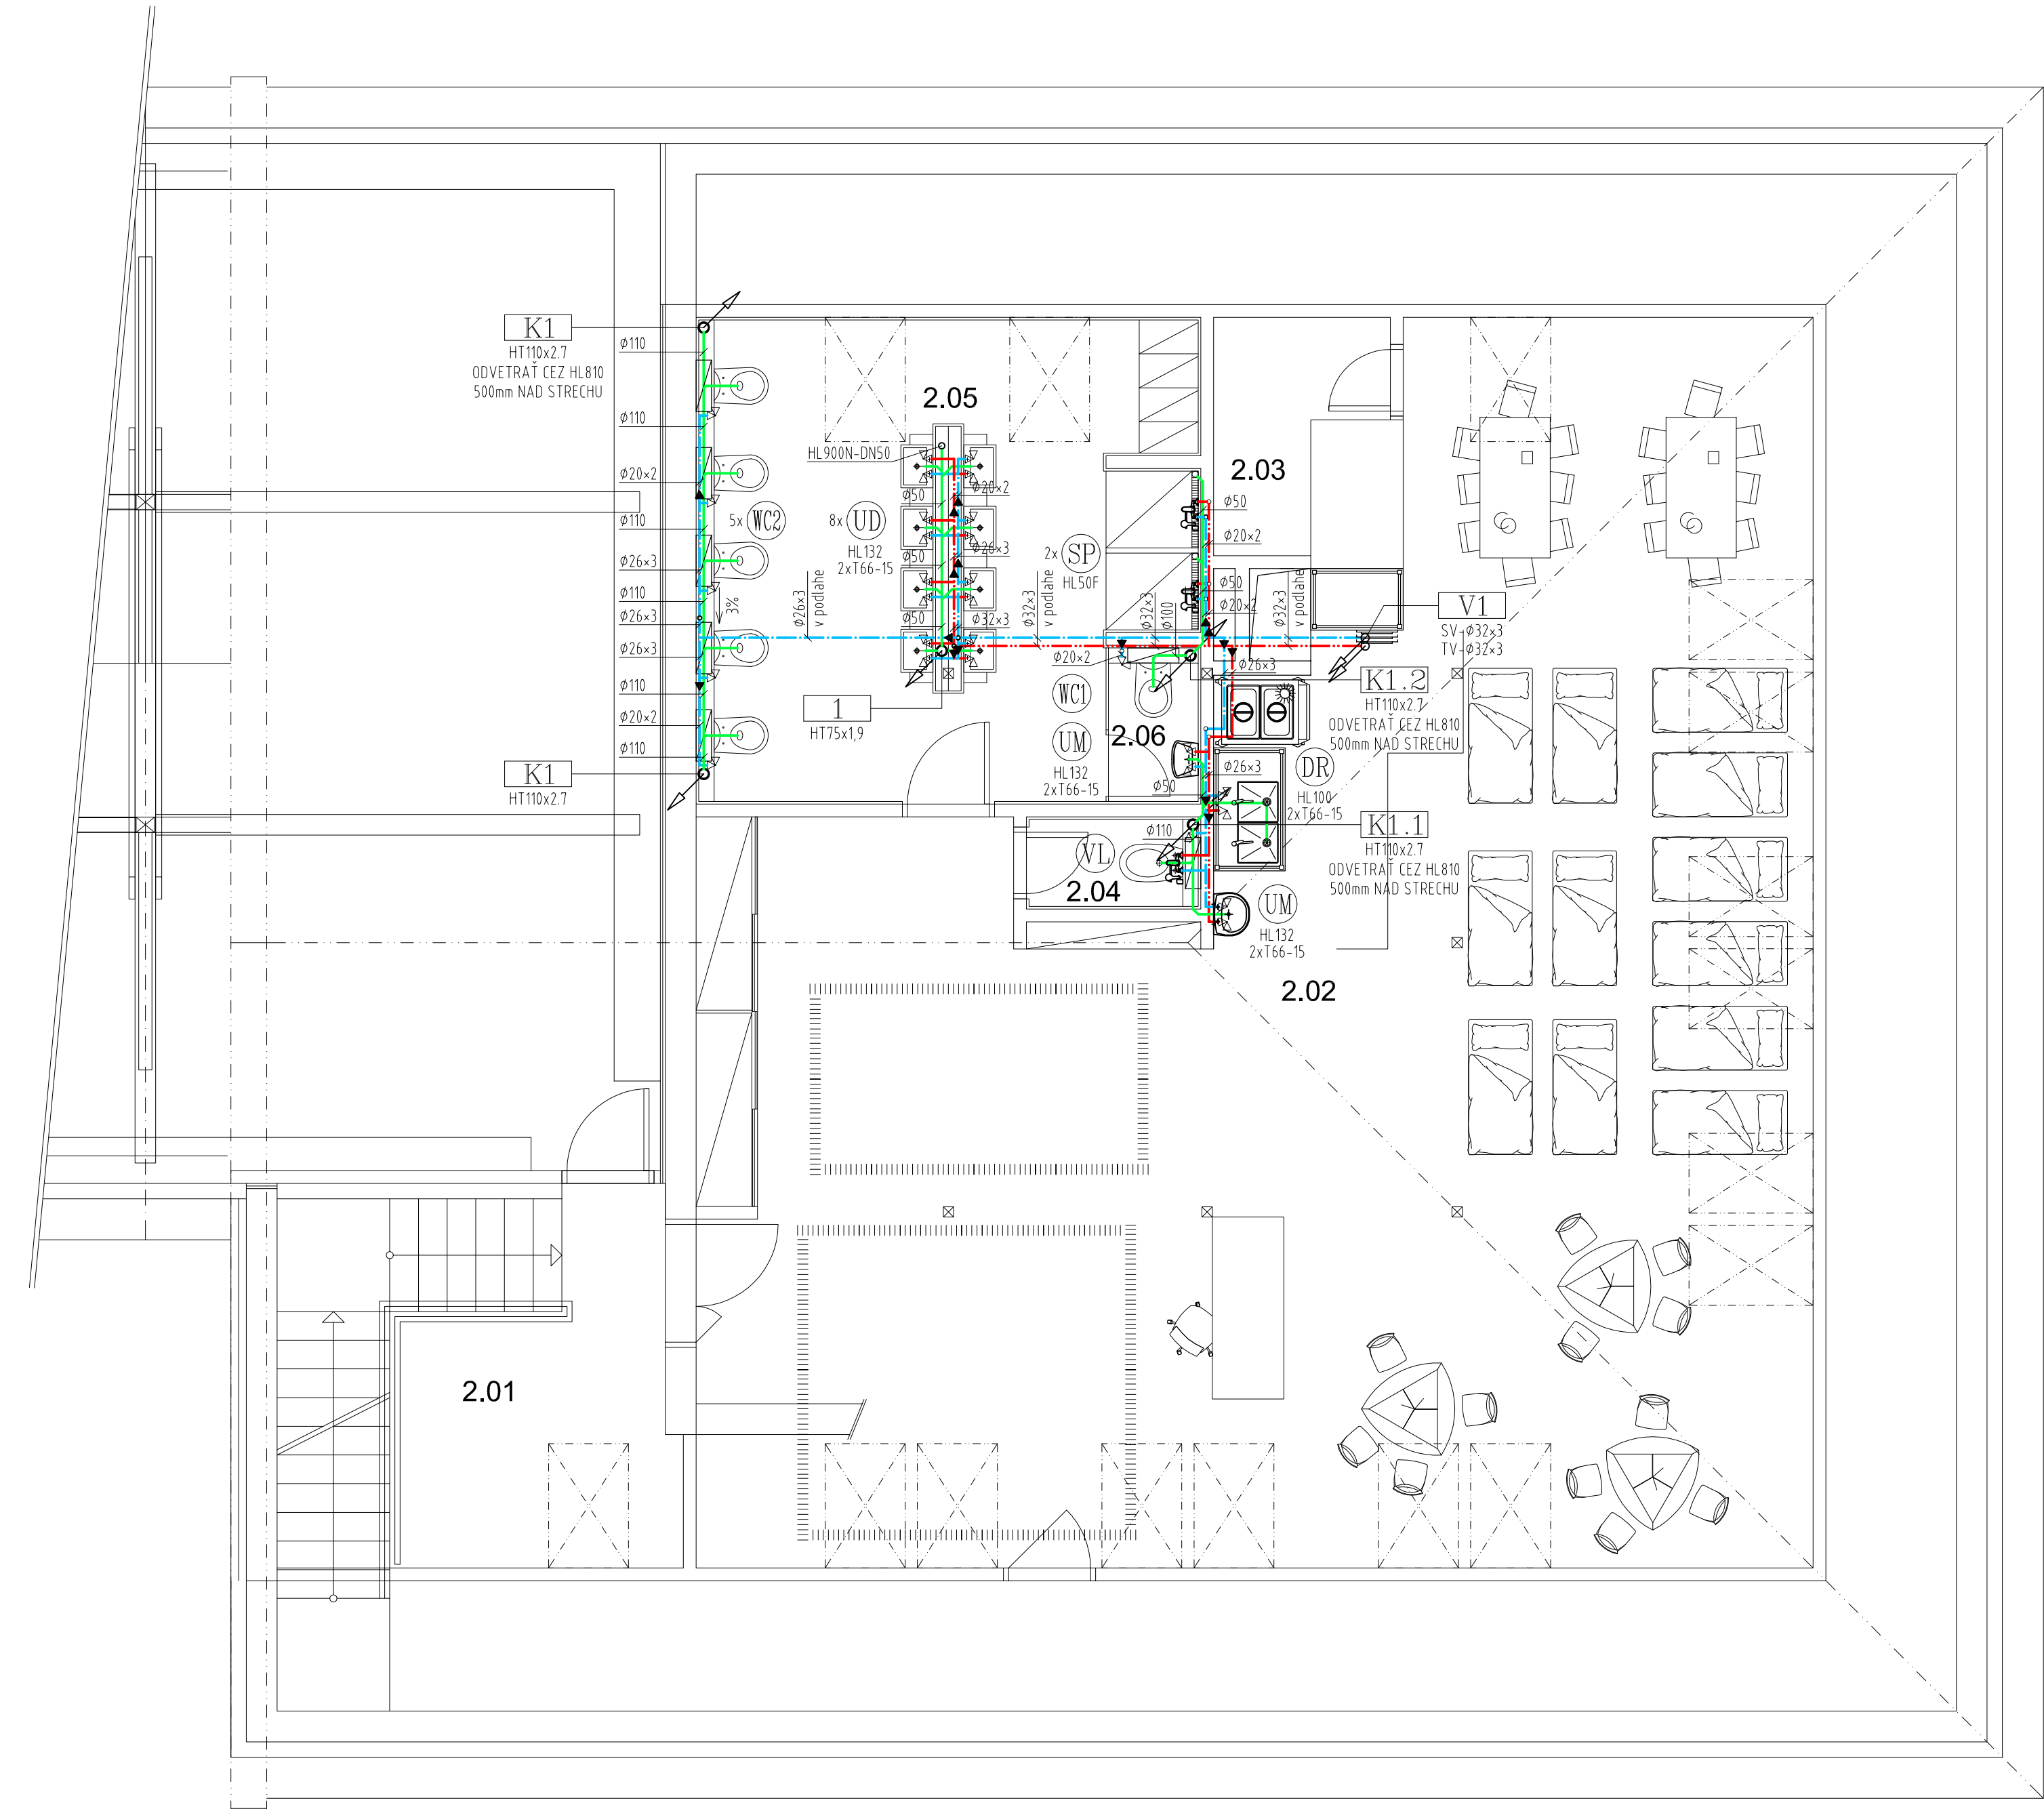 K1
HT110x2.7
ODVETRAŤ CEZ HL810
500mm NAD STRECHU
ϕ110
ϕ110
ϕ20x2
ϕ110
ϕ26x3
ϕ110
ϕ26x3
ϕ26x3
ϕ110
ϕ20x2
ϕ110
3%
K1
HT110x2.7
5x WC2
2.05
HL900N-DN50
8x UD
HL132
2xT66-15
ϕ50
ϕ20x2
ϕ50
ϕ26x3
ϕ50
ϕ32x3
ϕ26x3
v podlahe
ϕ32x3
v podlahe
1
HT75x1,9
2x SP
HL50F
2.03
ϕ50
ϕ20x2
ϕ50
ϕ20x2
ϕ32x3
ϕ100
ϕ32x3
v podlahe
V1
SV-ϕ32x3
TV-ϕ32x3
ϕ20x2
ϕ26x3
WC1
K1.2
HT110x2.7
ODVETRAŤ CEZ HL810
500mm NAD STRECHU
UM
HL132
2xT66-15
2.06
ϕ50
ϕ26x3
DR
HL100
2xT66-15
K1.1
HT110x2.7
ODVETRAŤ CEZ HL810
500mm NAD STRECHU
ϕ110
VL
2.04
UM
HL132
2xT66-15
2.02
2.01